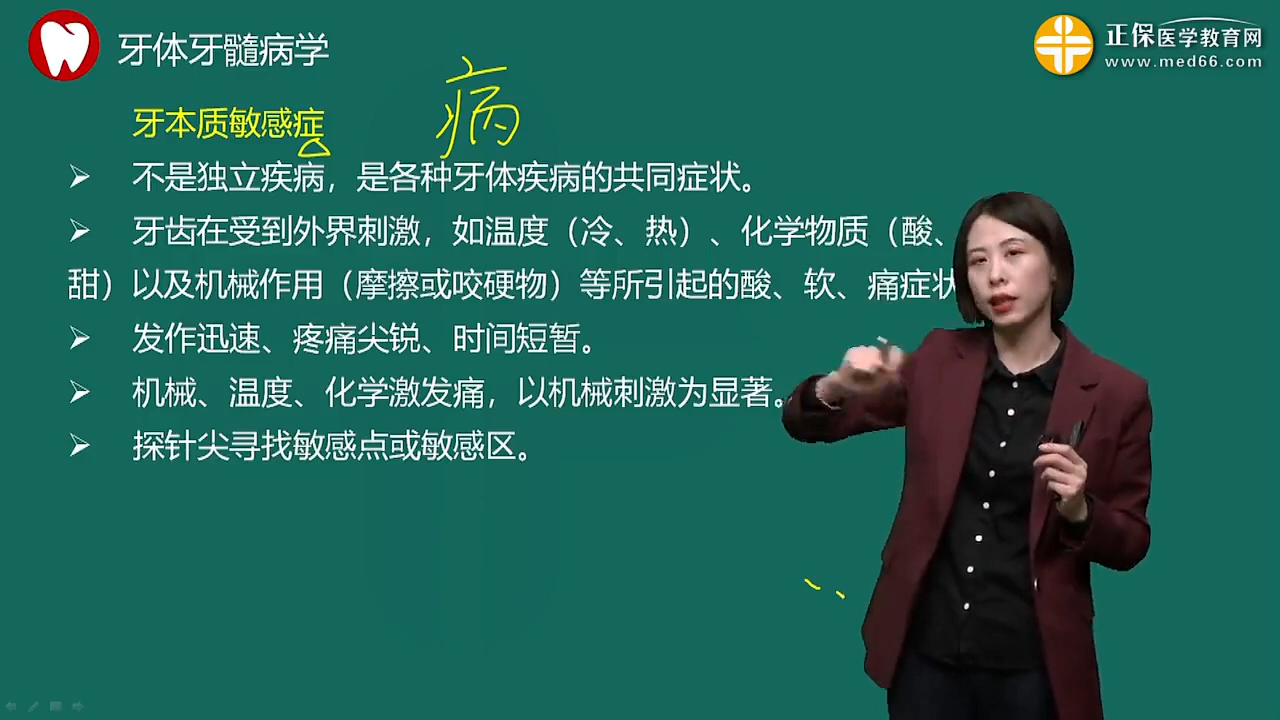 牙体牙髓病学
正保医学教育网
www.med66.com
牙本质敏感症
病
不是独立疾病，是各种牙体疾病的共同症状。
牙齿在受到外界刺激，如温度（冷、热）、化学物质（酸、
甜）以及机械作用（摩擦或咬硬物）等所引起的酸、软、痛症状
发作迅速、疼痛尖锐、时间短暂。
机械、温度、化学激发痛，以机械刺激为显著。
探针尖寻找敏感点或敏感区。